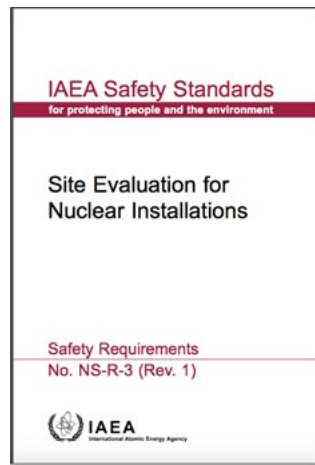 IAEA Safety Standards
for protecting people and the environment
Site Evaluation for
Nuclear Installations
Safety Requirements
No. NS-R-3 (Rev. 1)
IAEA
International Atomic Energy Agency